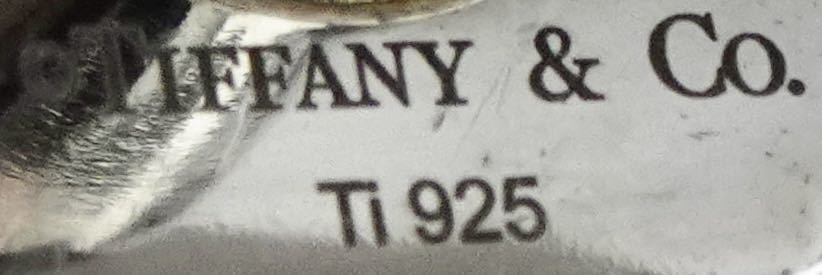 TIFFANY & Co.
Ti 925